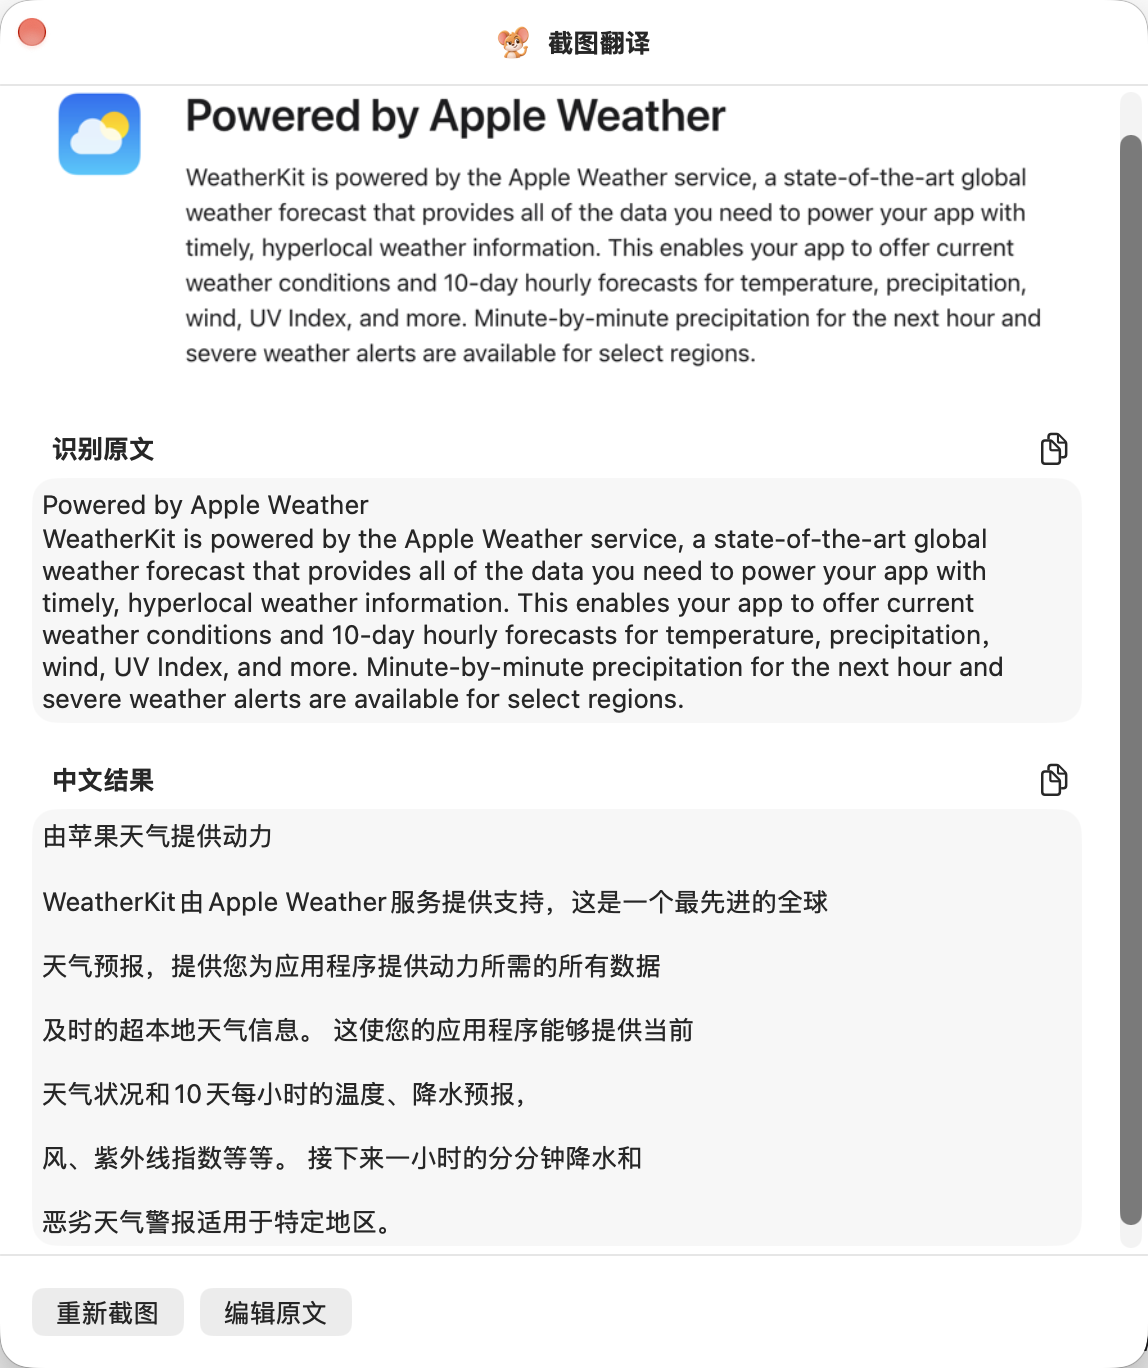 截图翻译
Powered by Apple Weather
WeatherKit is powered by the Apple Weather service, a state-of-the-art global
weather forecast that provides all of the data you need to power your app with
timely, hyperlocal weather information. This enables your app to offer current
weather conditions and 10-day hourly forecasts for temperature, precipitation,
wind, UV Index, and more. Minute-by-minute precipitation for the next hour and
severe weather alerts are available for select regions.
识别原文
Powered by Apple Weather
WeatherKit is powered by the Apple Weather service, a state-of-the-art global
weather forecast that provides all of the data you need to power your app with
timely, hyperlocal weather information. This enables your app to offer current
weather conditions and 10-day hourly forecasts for temperature, precipitation,
wind, UV Index, and more. Minute-by-minute precipitation for the next hour and
severe weather alerts are available for select regions.
中文结果
由苹果天气提供动力
WeatherKit由Apple Weather服务提供支持，这是一个最先进的全球
天气预报，提供您为应用程序提供动力所需的所有数据
及时的超本地天气信息。 这使您的应用程序能够提供当前
天气状况和10天每小时的温度、降水预报，
风、紫外线指数等等。 接下来一小时的分分钟降水和
恶劣天气警报适用于特定地区。
重新截图
编辑原文